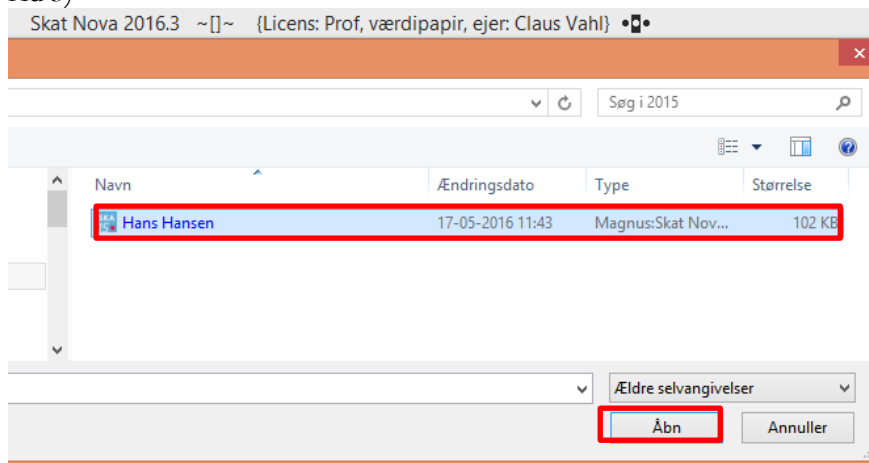 Skat Nova 2016.3 ~[]~ {Licens: Prof, værdipapir, ejer: Claus Vahl}
Søg i 2015
Navn Ændringsdato Type Størrelse
Hans Hansen 17-05-2016 11:43 Magnus:Skat Nov... 102 KB
Ældre selvangivelser
Åbn Annuller